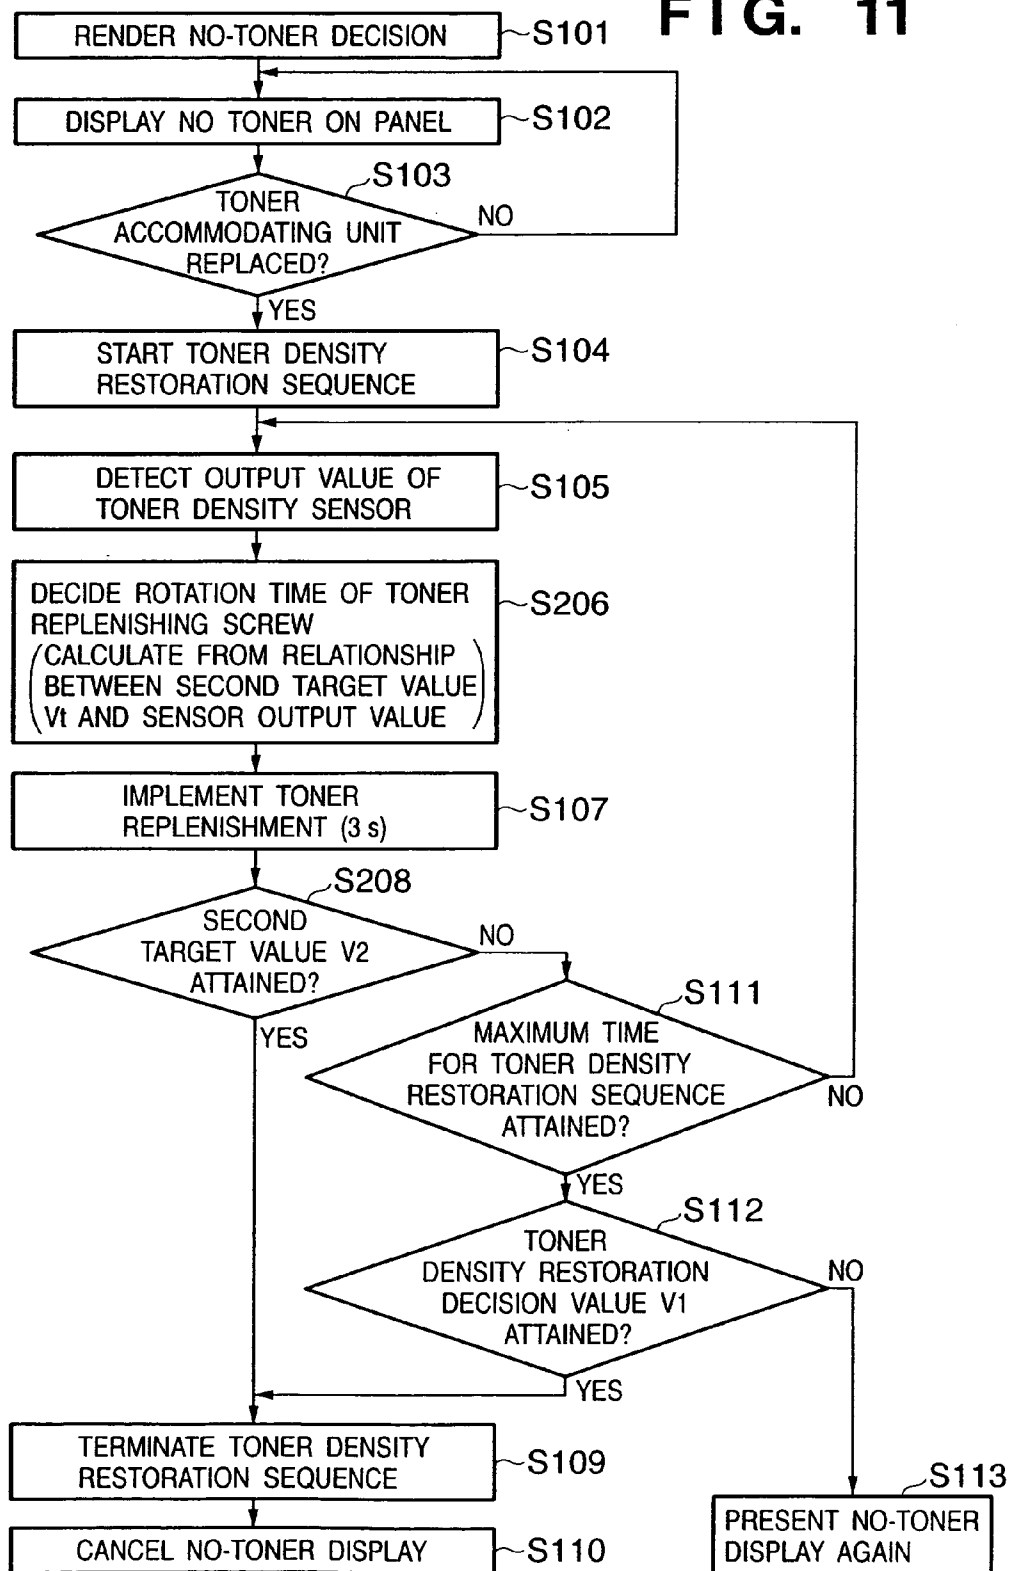 FIG. 11
RENDER NO-TONER DECISION
S101
DISPLAY NO TONER ON PANEL
S102
S103
TONER
ACCOMMODATING UNIT
REPLACED?
NO
YES
START TONER DENSITY
RESTORATION SEQUENCE
S104
DETECT OUTPUT VALUE OF
TONER DENSITY SENSOR
S105
DECIDE ROTATION TIME OF TONER
REPLENISHING SCREW
(CALCULATE FROM RELATIONSHIP
BETWEEN SECOND TARGET VALUE
Vt AND SENSOR OUTPUT VALUE)
S206
IMPLEMENT TONER
REPLENISHMENT (3 s)
S107
S208
SECOND
TARGET VALUE V2
ATTAINED?
NO
YES
S111
MAXIMUM TIME
FOR TONER DENSITY
RESTORATION SEQUENCE
ATTAINED?
NO
YES
S112
TONER
DENSITY RESTORATION
DECISION VALUE V1
ATTAINED?
NO
YES
TERMINATE TONER DENSITY
RESTORATION SEQUENCE
S109
S113
PRESENT NO-TONER
DISPLAY AGAIN
CANCEL NO-TONER DISPLAY
S110